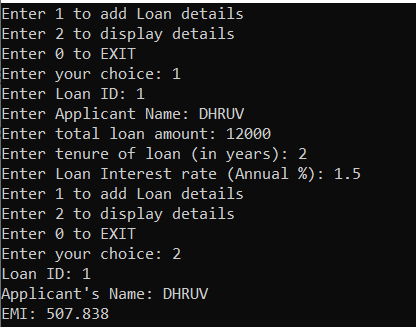 Enter 1 to add Loan details
Enter 2 to display details
Enter 0 to EXIT
Enter your choice: 1
Enter Loan ID: 1
Enter Applicant Name: DHRUV
Enter total loan amount: 12000
Enter tenure of loan (in years): 2
Enter Loan Interest rate (Annual %): 1.5
Enter 1 to add Loan details
Enter 2 to display details
Enter 0 to EXIT
Enter your choice: 2
Loan ID: 1
Applicant's Name: DHRUV
EMI: 507.838